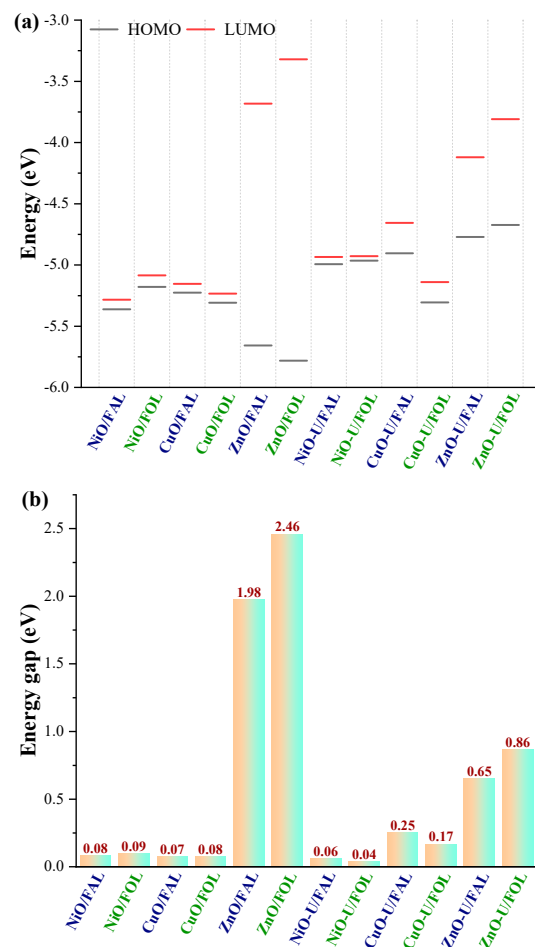 (a)
HOMO
LUMO
-3.0
-3.5
-4.0
-4.5
-5.0
-5.5
-6.0
Energy (eV)
NiO/FAL
NiO/FOL
CuO/FAL
CuO/FOL
ZnO/FAL
ZnO/FOL
NiO-U/FAL
NiO-U/FOL
CuO-U/FAL
CuO-U/FOL
ZnO-U/FAL
ZnO-U/FOL
(b)
2.5
2.0
1.5
1.0
0.5
0.0
Energy gap (eV)
0.08
0.09
0.07
0.08
1.98
2.46
0.06
0.04
0.25
0.17
0.65
0.86
NiO/FAL
NiO/FOL
CuO/FAL
CuO/FOL
ZnO/FAL
ZnO/FOL
NiO-U/FAL
NiO-U/FOL
CuO-U/FAL
CuO-U/FOL
ZnO-U/FAL
ZnO-U/FOL